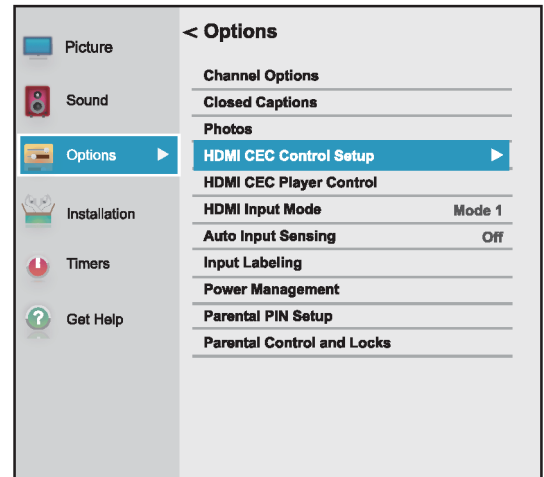 Picture
Sound
Options
Installation
Timers
Get Help
< Options
Channel Options
Closed Captions
Photos
HDMI CEC Control Setup
HDMI CEC Player Control
HDMI Input Mode Mode 1
Auto Input Sensing Off
Input Labeling
Power Management
Parental PIN Setup
Parental Control and Locks